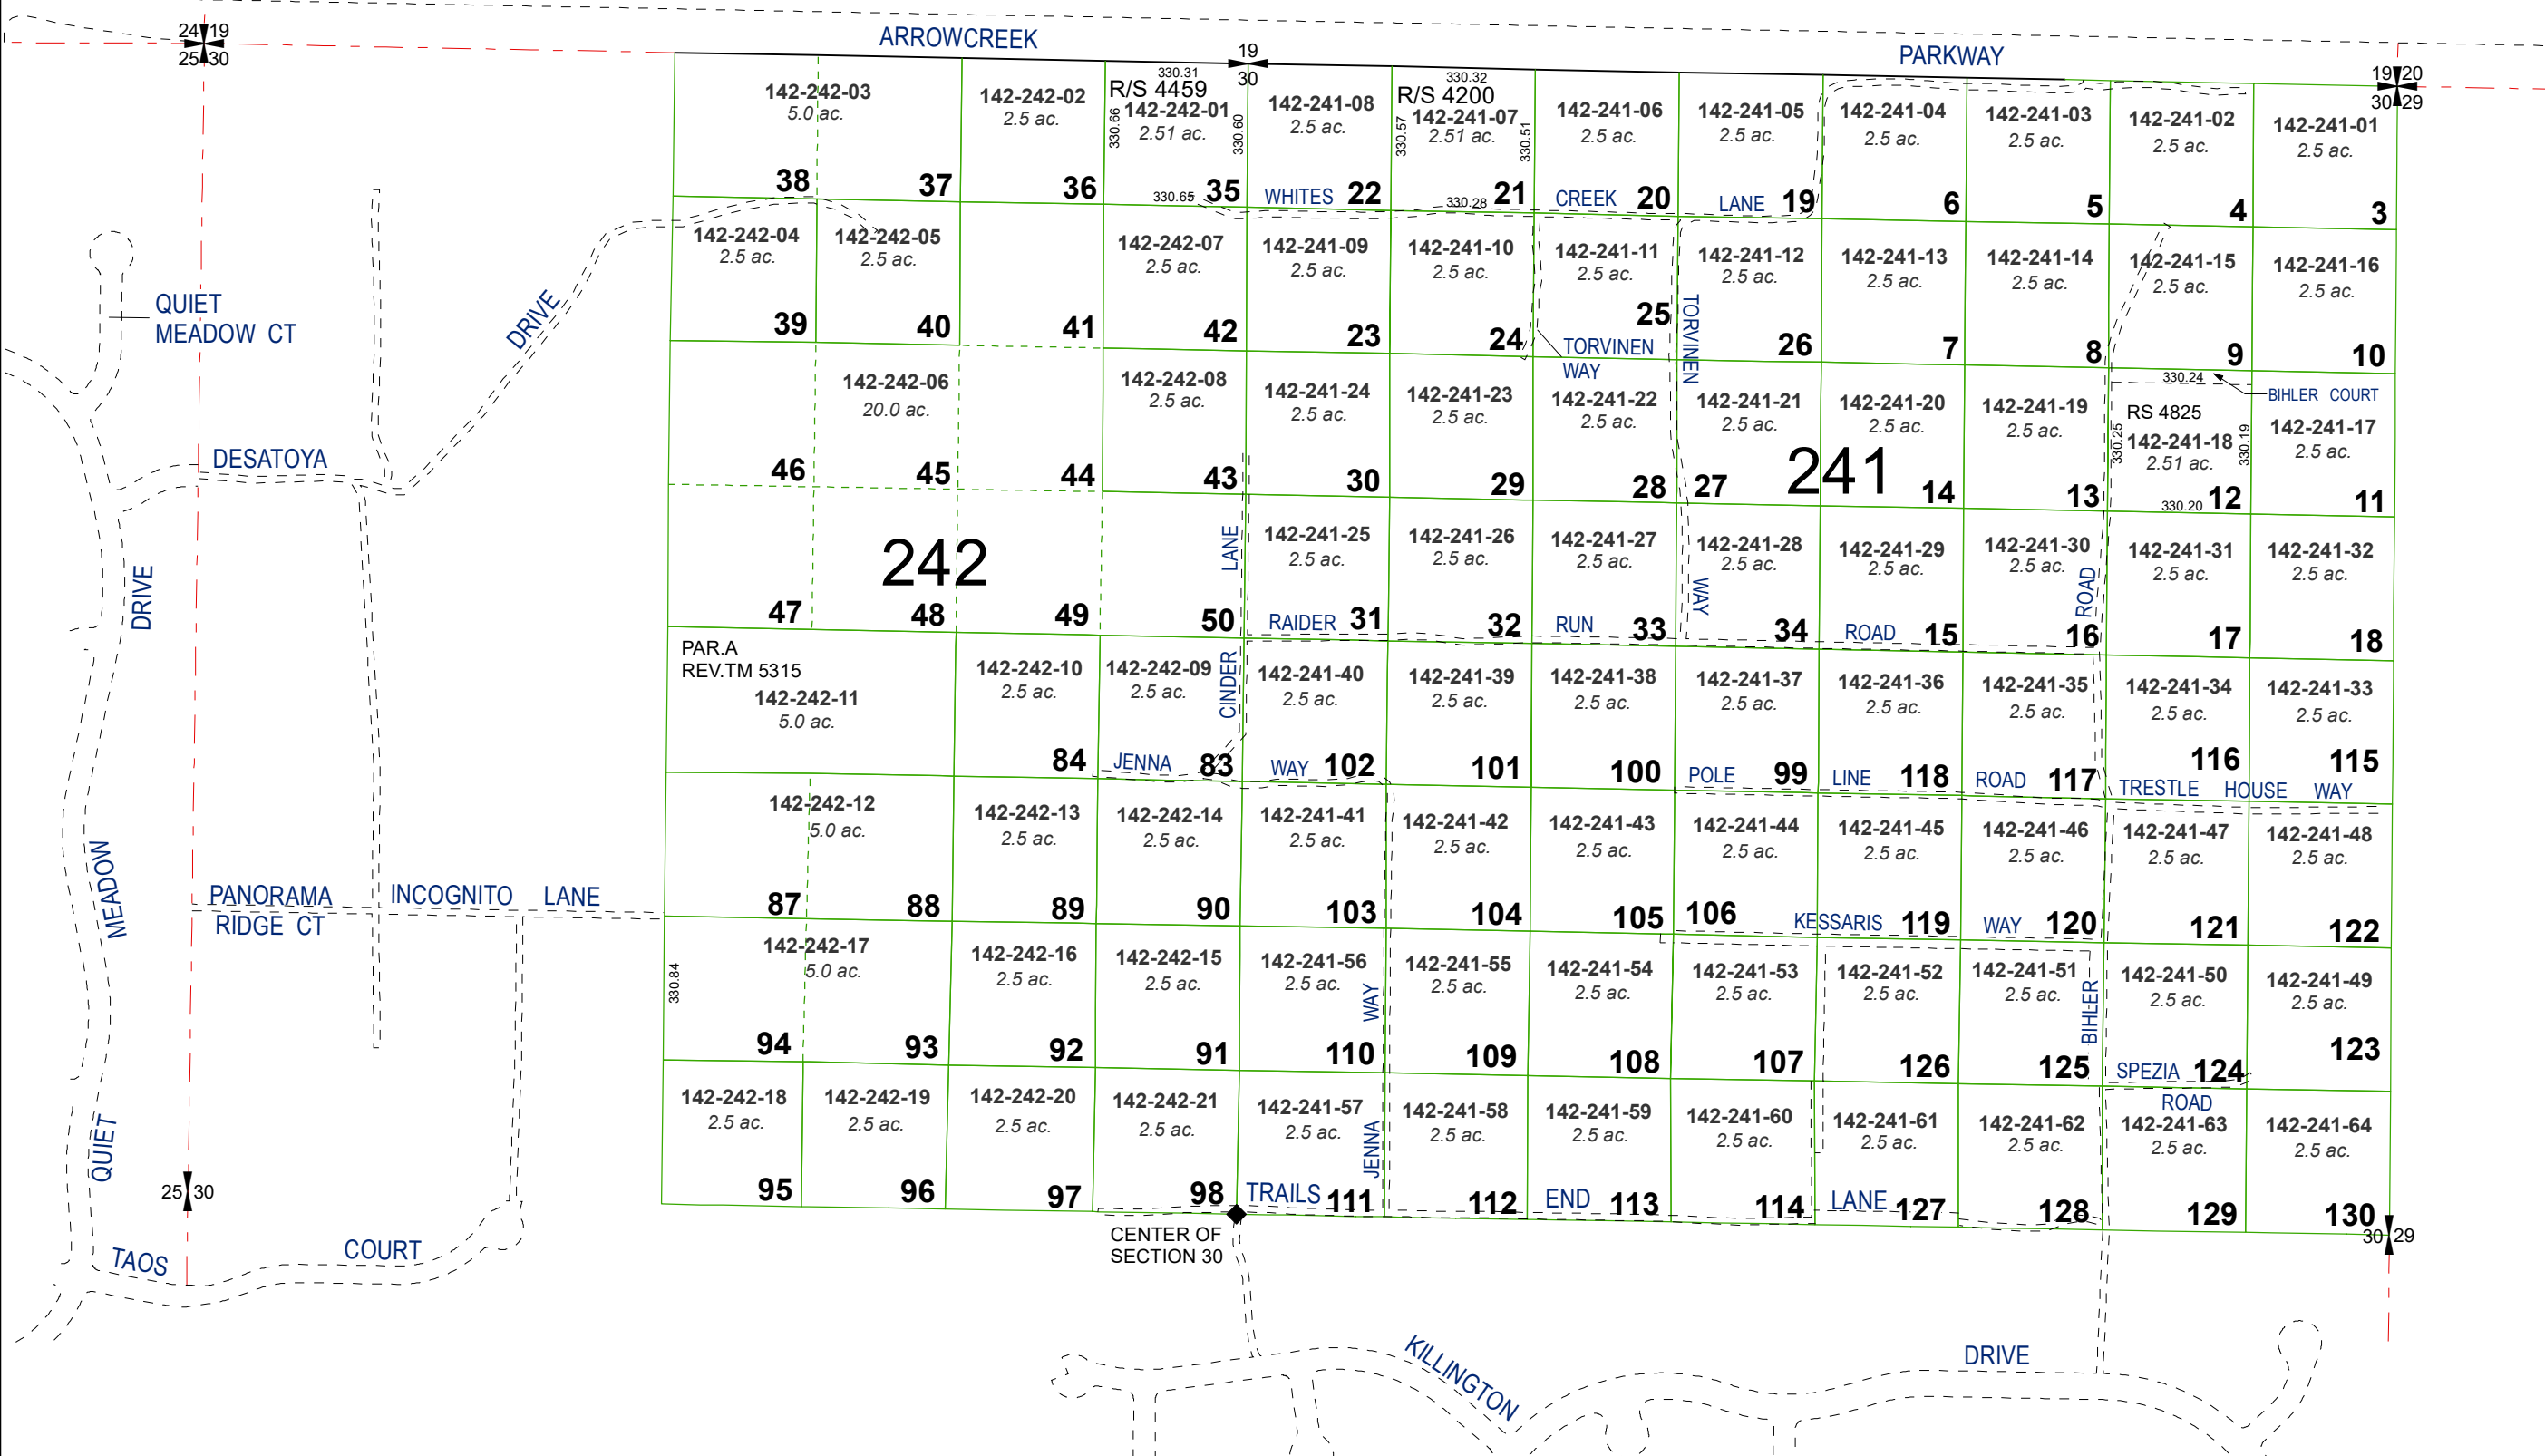 24 19
25 30
ARROWCREEK
19
30
PARKWAY
19 20
30 29
142-242-03
5.0 ac.
38
37
142-242-02
2.5 ac.
36
330.31
R/S 4459
142-242-01
2.51 ac.
330.66
330.60
330.65
35
142-241-08
2.5 ac.
WHITES
22
330.32
R/S 4200
142-241-07
2.51 ac.
330.57
330.51
330.28
21
142-241-06
2.5 ac.
CREEK
20
142-241-05
2.5 ac.
LANE
19
142-241-04
2.5 ac.
6
142-241-03
2.5 ac.
5
142-241-02
2.5 ac.
4
142-241-01
2.5 ac.
3
QUIET
MEADOW CT
DRIVE
142-242-04
2.5 ac.
39
142-242-05
2.5 ac.
40
41
142-242-07
2.5 ac.
42
142-241-09
2.5 ac.
23
142-241-10
2.5 ac.
24
142-241-11
2.5 ac.
25
TORVINEN
WAY
TORVINEN
142-241-12
2.5 ac.
26
142-241-13
2.5 ac.
7
142-241-14
2.5 ac.
8
142-241-15
2.5 ac.
9
142-241-16
2.5 ac.
10
DESATOYA
142-242-06
20.0 ac.
46
45
44
142-242-08
2.5 ac.
43
142-241-24
2.5 ac.
30
142-241-23
2.5 ac.
29
142-241-22
2.5 ac.
28
142-241-21
2.5 ac.
27
241
142-241-20
2.5 ac.
14
142-241-19
2.5 ac.
13
330.24
BIHLER COURT
RS 4825
142-241-18
2.51 ac.
330.25
330.19
330.20
12
142-241-17
2.5 ac.
11
DRIVE
242
47
48
49
50
LANE
142-241-25
2.5 ac.
RAIDER
31
142-241-26
2.5 ac.
32
142-241-27
2.5 ac.
RUN
33
WAY
142-241-28
2.5 ac.
34
142-241-29
2.5 ac.
ROAD
15
142-241-30
2.5 ac.
16
ROAD
142-241-31
2.5 ac.
17
142-241-32
2.5 ac.
18
PAR.A
REV.TM 5315
142-242-11
5.0 ac.
142-242-10
2.5 ac.
84
142-242-09
2.5 ac.
JENNA
83
CINDER
142-241-40
2.5 ac.
WAY
102
142-241-39
2.5 ac.
101
142-241-38
2.5 ac.
100
142-241-37
2.5 ac.
POLE
99
142-241-36
2.5 ac.
LINE
118
142-241-35
2.5 ac.
ROAD
117
142-241-34
2.5 ac.
116
142-241-33
2.5 ac.
115
TRESTLE HOUSE WAY
MEADOW
PANORAMA
RIDGE CT
INCOGNITO LANE
142-242-12
5.0 ac.
87
88
142-242-13
2.5 ac.
89
142-242-14
2.5 ac.
90
142-241-41
2.5 ac.
103
142-241-42
2.5 ac.
104
142-241-43
2.5 ac.
105
142-241-44
2.5 ac.
106
142-241-45
2.5 ac.
KESSARIS
119
142-241-46
2.5 ac.
WAY
120
142-241-47
2.5 ac.
121
142-241-48
2.5 ac.
122
330.84
142-242-17
5.0 ac.
94
93
142-242-16
2.5 ac.
92
142-242-15
2.5 ac.
91
142-241-56
2.5 ac.
110
WAY
142-241-55
2.5 ac.
109
142-241-54
2.5 ac.
108
142-241-53
2.5 ac.
107
142-241-52
2.5 ac.
126
142-241-51
2.5 ac.
125
BIHLER
142-241-50
2.5 ac.
SPEZIA
124
142-241-49
2.5 ac.
123
QUIET
25 30
142-242-18
2.5 ac.
95
142-242-19
2.5 ac.
96
142-242-20
2.5 ac.
97
142-242-21
2.5 ac.
98
142-241-57
2.5 ac.
TRAILS
111
JENNA
142-241-58
2.5 ac.
112
142-241-59
2.5 ac.
END
113
142-241-60
2.5 ac.
114
142-241-61
2.5 ac.
LANE
127
142-241-62
2.5 ac.
128
ROAD
142-241-63
2.5 ac.
129
142-241-64
2.5 ac.
130
30 29
CENTER OF
SECTION 30
TAOS
COURT
KILLINGTON
DRIVE